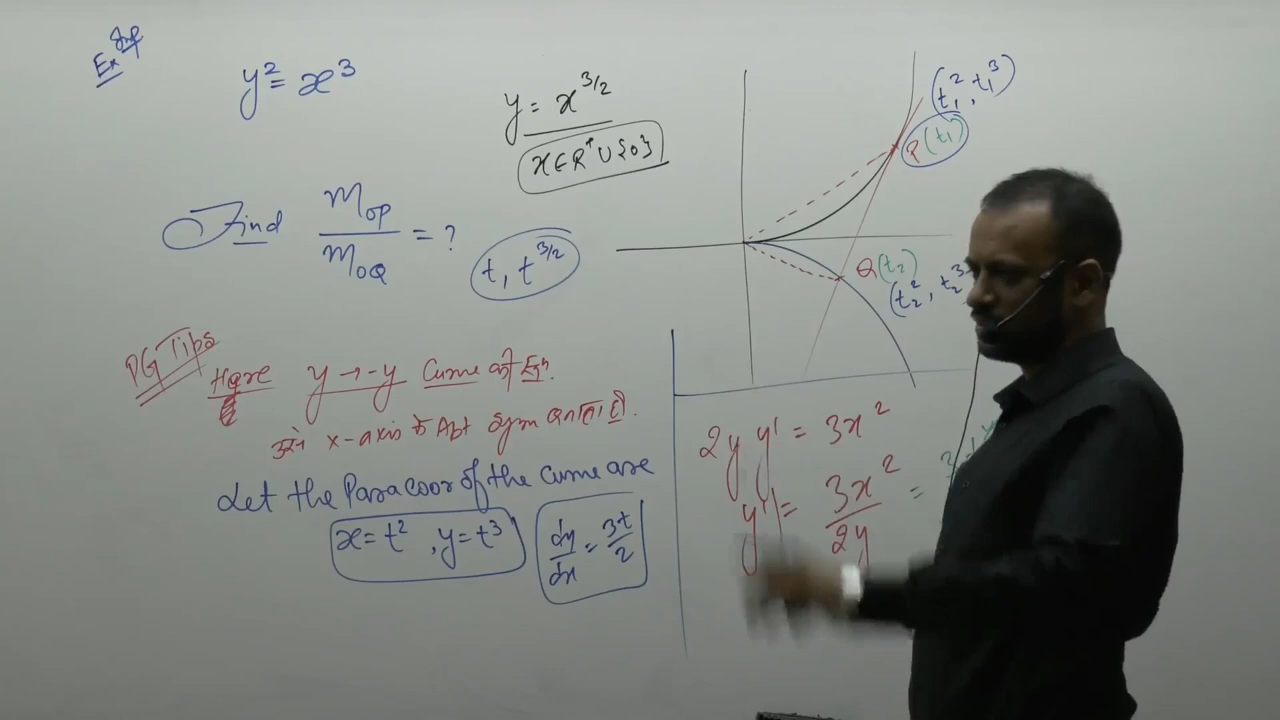 Ex Imp
y² = x³
y = x^{3/2}
x∈R⁺∪{0}
Find m_OP / m_OQ = ?
t, t^{3/2}
(t₁², t₁³)
P(t₁)
Q(t₂)
(t₂², t₂³
PG Tips
Here y → -y Curve
x-axis के Abt Sym
Let the Para coor of the Curve are
x = t² , y = t³
dy/dx = 3t/2
2y y' = 3x²
y' = 3x²/2y =